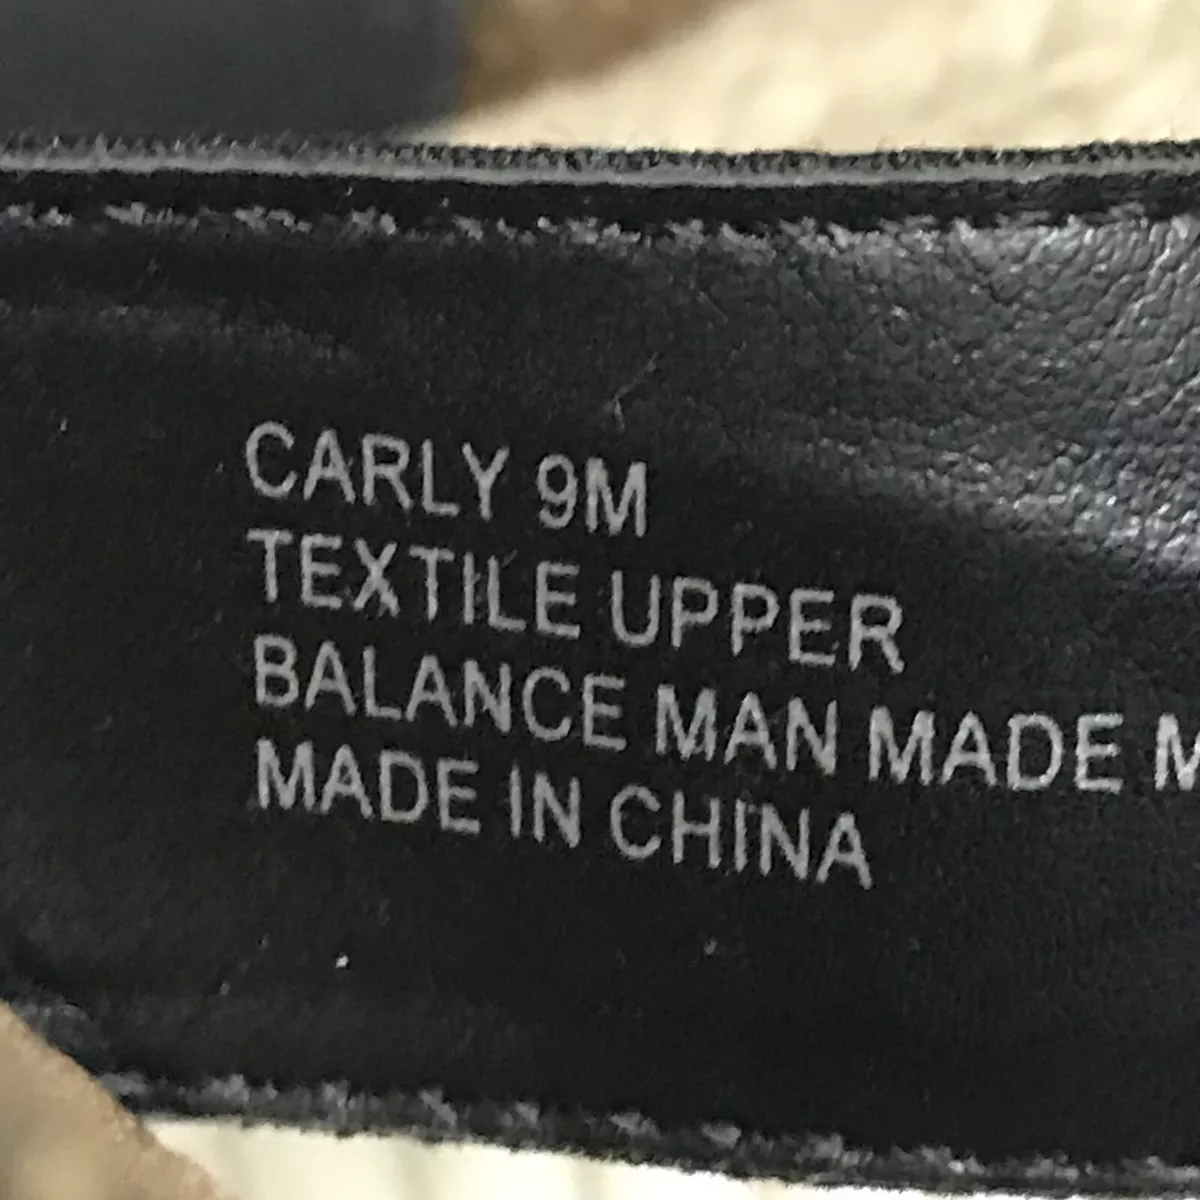 CARLY 9M
TEXTILE UPPER
BALANCE MAN MADE M
MADE IN CHINA